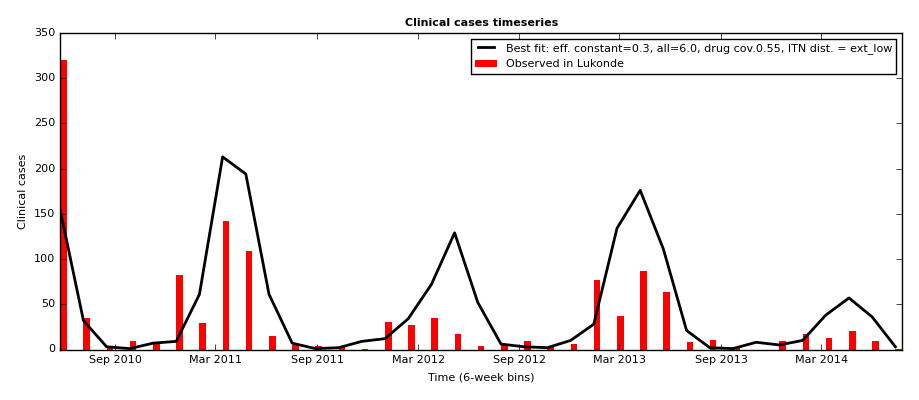 Clinical cases timeseries
Best fit: eff. constant=0.3, all=6.0, drug cov.0.55, ITN dist. = ext_low
Observed in Lukonde
Clinical cases
350
300
250
200
150
100
50
0
Sep 2010 Mar 2011 Sep 2011 Mar 2012 Sep 2012 Mar 2013 Sep 2013 Mar 2014
Time (6-week bins)